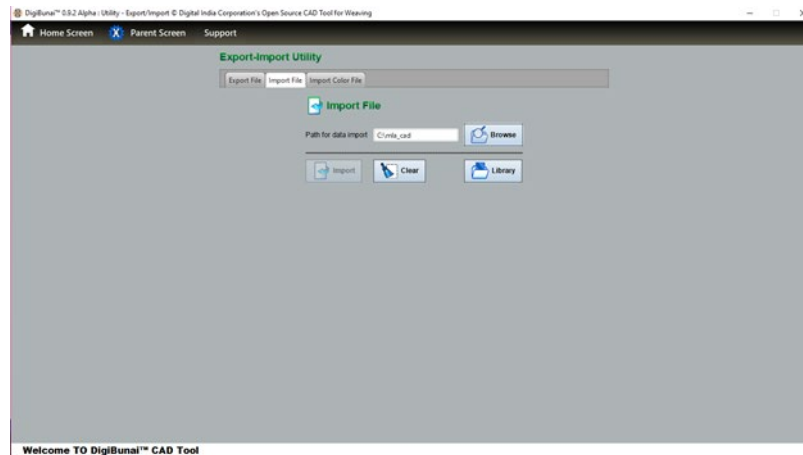 DigiBunai™ 0.9.2 Alpha : Utility - Export/Import © Digital India Corporation's Open Source CAD Tool for Weaving
Home Screen X Parent Screen Support
Export-Import Utility
Export File Import File Import Color File
Import File
Path for data import C:\mla_cad Browse
Import Clear Library
Welcome TO DigiBunai™ CAD Tool